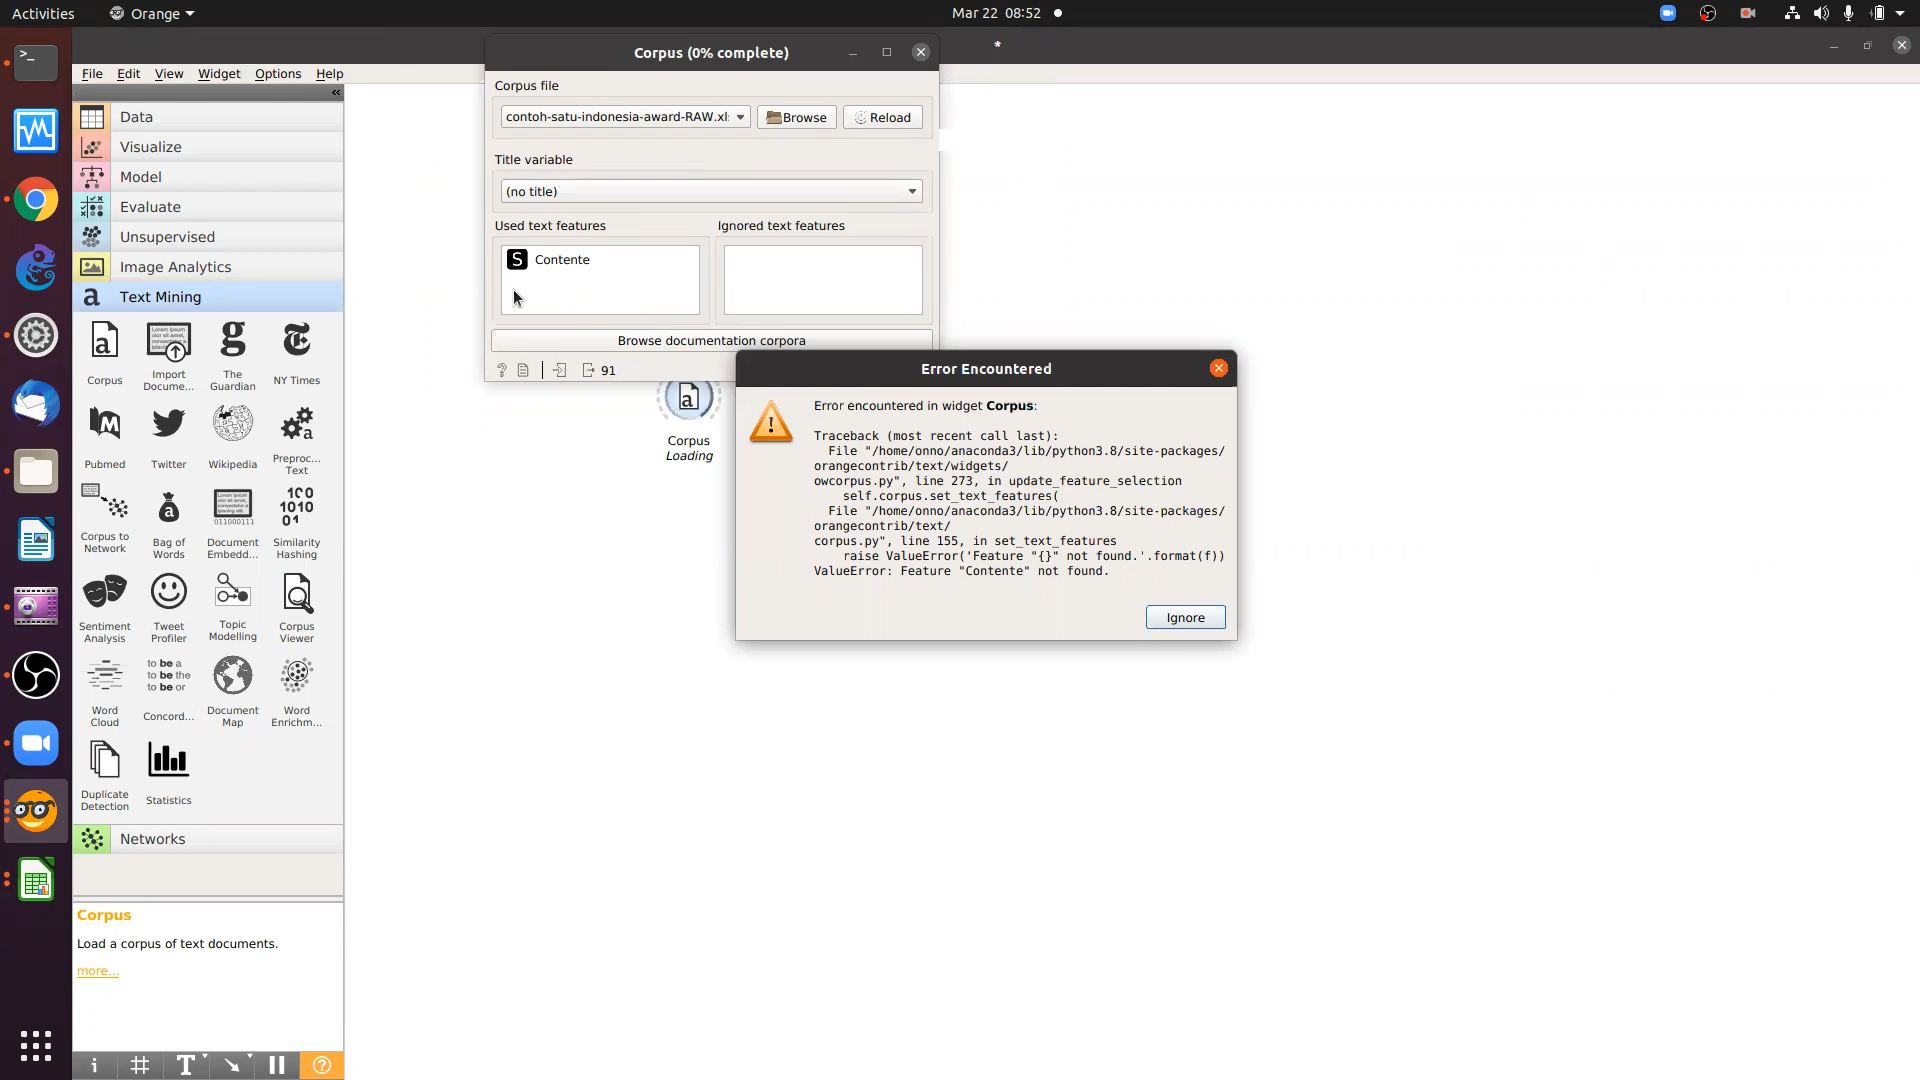 Activities
Orange
Mar 22 08:52
Corpus (0% complete)
*
File Edit View Widget Options Help
Corpus file
contoh-satu-indonesia-award-RAW.xl
Browse
Reload
Title variable
(no title)
Used text features
Ignored text features
S Contente
Browse documentation corpora
? 91
«
Data
Visualize
Model
Evaluate
Unsupervised
Image Analytics
a Text Mining
Corpus
Import Docume...
The Guardian
NY Times
Pubmed
Twitter
Wikipedia
Preproc... Text
Corpus to Network
Bag of Words
Document Embedd...
Similarity Hashing
Sentiment Analysis
Tweet Profiler
Topic Modelling
Corpus Viewer
to be a
to be the
to be or
Word Cloud
Concord...
Document Map
Word Enrichm...
Duplicate Detection
Statistics
Networks
Corpus
Load a corpus of text documents.
more...
Corpus
Loading
Error Encountered
Error encountered in widget Corpus:
Traceback (most recent call last):
File "/home/onno/anaconda3/lib/python3.8/site-packages/
orangecontrib/text/widgets/
owcorpus.py", line 273, in update_feature_selection
self.corpus.set_text_features(
File "/home/onno/anaconda3/lib/python3.8/site-packages/
orangecontrib/text/
corpus.py", line 155, in set_text_features
raise ValueError('Feature "{}" not found.'.format(f))
ValueError: Feature "Contente" not found.
Ignore